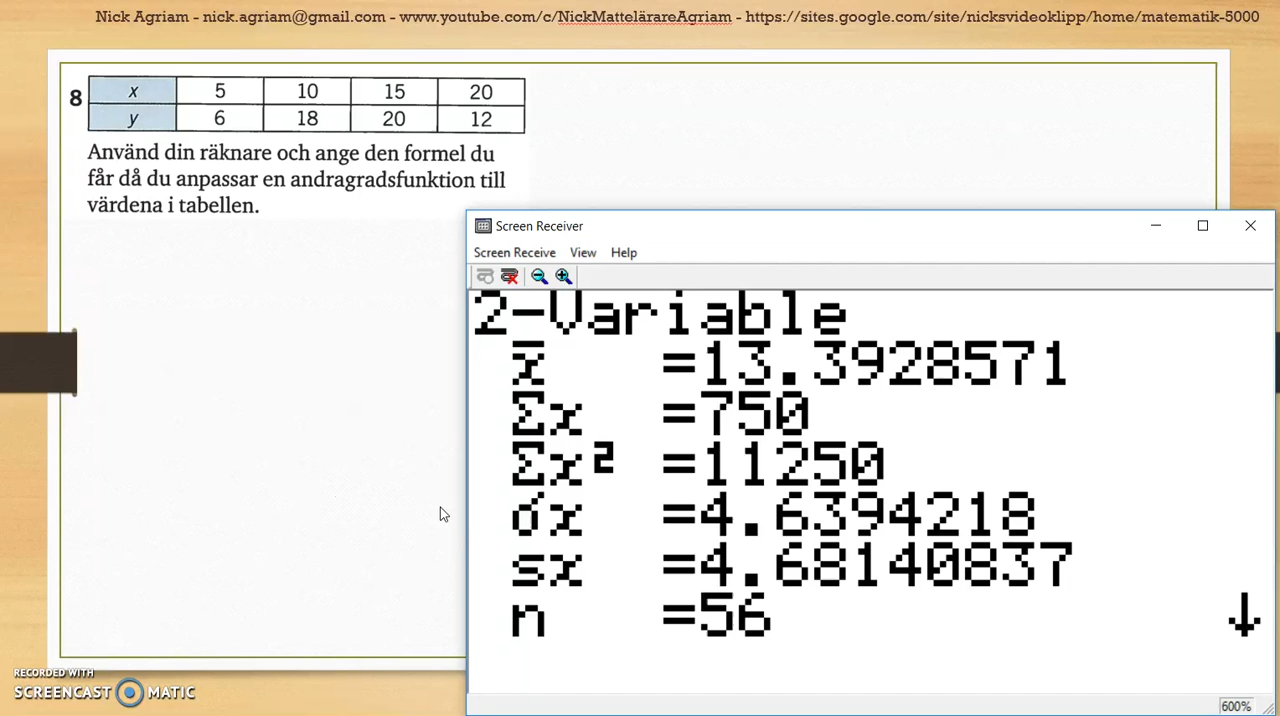 Nick Agriam - nick.agriam@gmail.com - www.youtube.com/c/NickMattelärareAgriam - https://sites.google.com/site/nicksvideoklipp/home/matematik-5000
8
x 5 10 15 20
y 6 18 20 12
Använd din räknare och ange den formel du
får då du anpassar en andragradsfunktion till
värdena i tabellen.
Screen Receiver
Screen Receive View Help
2-Variable
x̄ =13.3928571
Σx =750
Σx² =11250
σx =4.6394218
sx =4.68140837
n =56 ↓
600%
RECORDED WITH
SCREENCAST MATIC